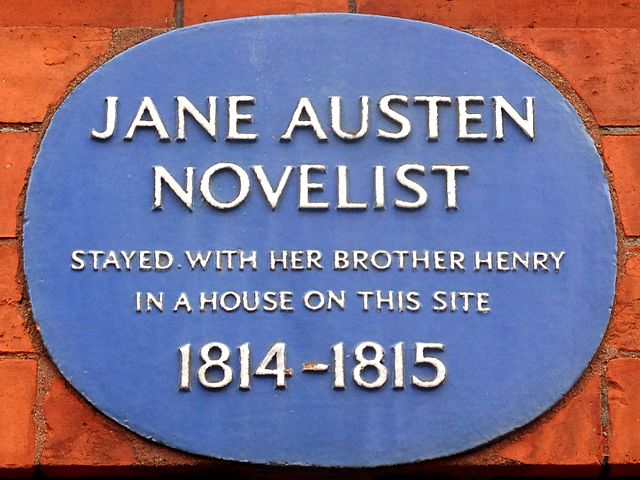 JANE AUSTEN
NOVELIST
STAYED.WITH HER BROTHER HENRY
IN A HOUSE ON THIS SITE
1814-1815